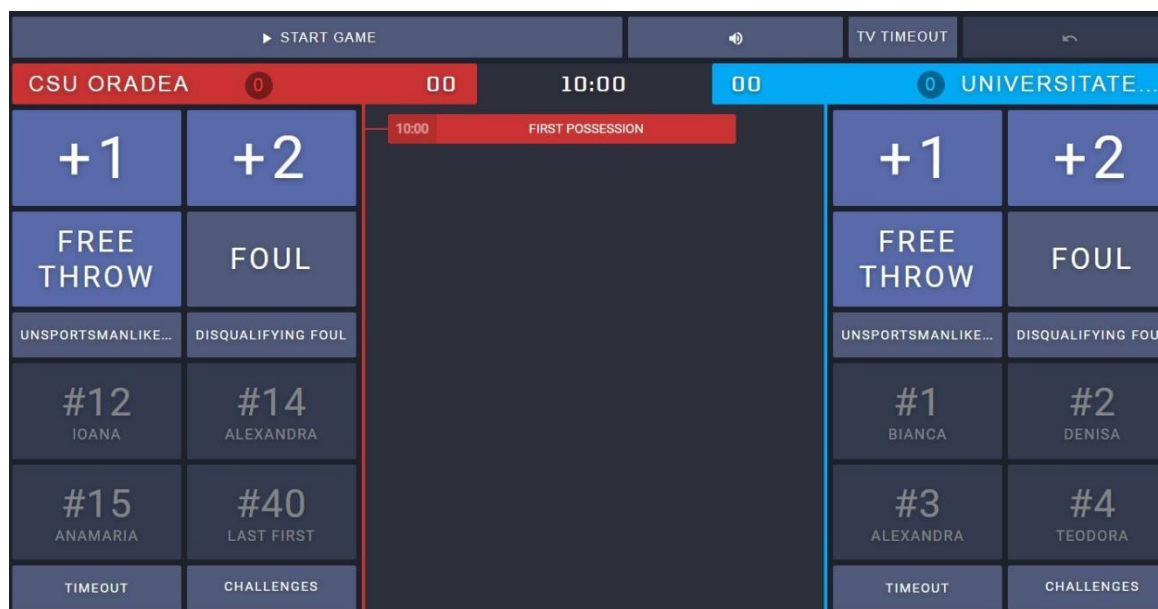 START GAME TV TIMEOUT
CSU ORADEA 0 00 10:00 00 0 UNIVERSITATE...
10:00 FIRST POSSESSION
+1 +2 +1 +2
FREE THROW FOUL FREE THROW FOUL
UNSPORTSMANLIKE... DISQUALIFYING FOUL UNSPORTSMANLIKE... DISQUALIFYING FOU
#12 #14 #1 #2
IOANA ALEXANDRA BIANCA DENISA
#15 #40 #3 #4
ANAMARIA LAST FIRST ALEXANDRA TEODORA
TIMEOUT CHALLENGES TIMEOUT CHALLENGES